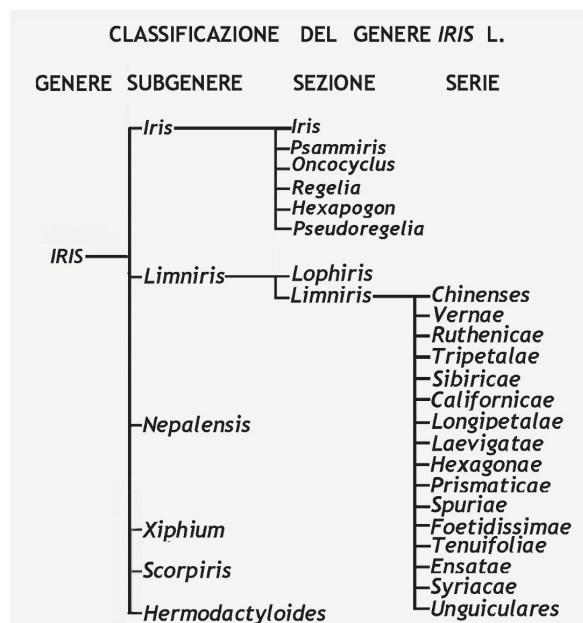 CLASSIFICAZIONE DEL GENERE IRIS L.
GENERE SUBGENERE SEZIONE SERIE
Iris Iris
Psammiris
Oncocyclus
Regelia
Hexapogon
Pseudoregelia
IRIS
Limniris Lophiris
Limniris Chinenses
Vernae
Ruthenicae
Tripetalae
Sibiricae
Californicae
Nepalensis Longipetalae
Laevigatae
Hexagonae
Prismaticae
Spuriae
Xiphium Foetidissimae
Tenuifoliae
Scorpiris Ensatae
Syriacae
Hermodactyloides Unguiculares